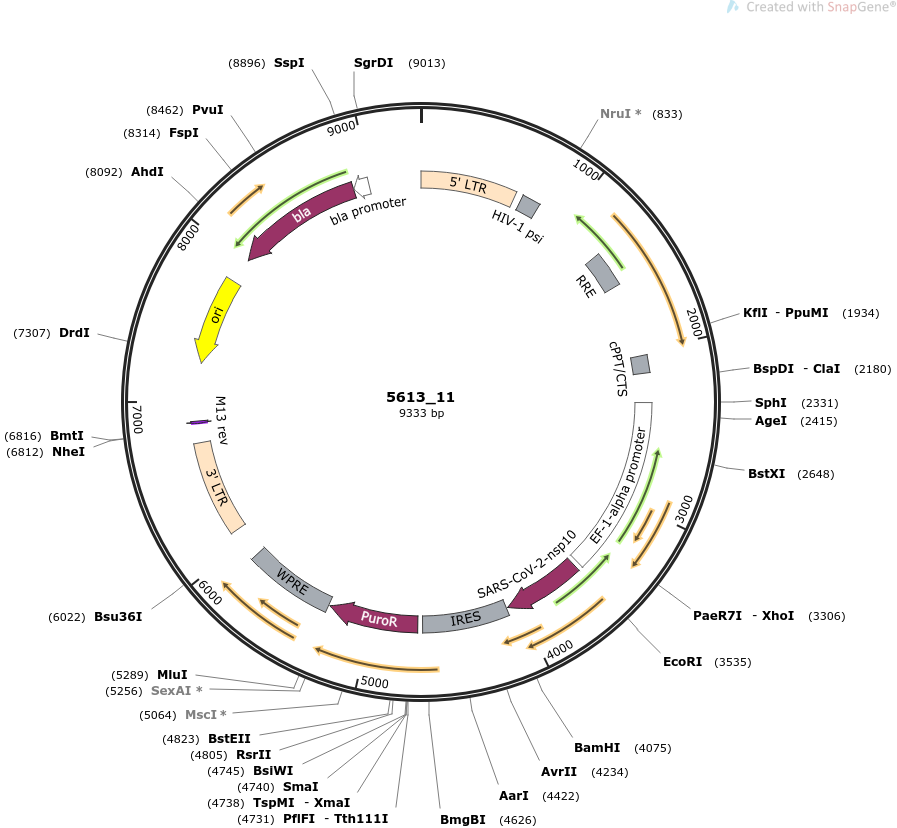 Created with SnapGene®
(8896) SspI
SgrDI (9013)
(8462) PvuI
NruI * (833)
(8314) FspI
(8092) AhdI
9000
1000
8000
2000
7000
3000
6000
4000
5000
5' LTR
HIV-1 psi
bla
bla promoter
RRE
ori
cPPT/CTS
M13 rev
3' LTR
EF-1-alpha promoter
SARS-CoV-2-nsp10
WPRE
PuroR
IRES
5613_11
9333 bp
KflI - PpuMI (1934)
(7307) DrdI
BspDI - ClaI (2180)
SphI (2331)
AgeI (2415)
(6816) BmtI
(6812) NheI
BstXI (2648)
(6022) Bsu36I
PaeR7I - XhoI (3306)
EcoRI (3535)
(5289) MluI
(5256) SexAI *
(5064) MscI *
(4823) BstEII
(4805) RsrII
(4745) BsiWI
(4740) SmaI
(4738) TspMI - XmaI
(4731) PflFI - Tth111I
BamHI (4075)
AvrII (4234)
AarI (4422)
BmgBI (4626)